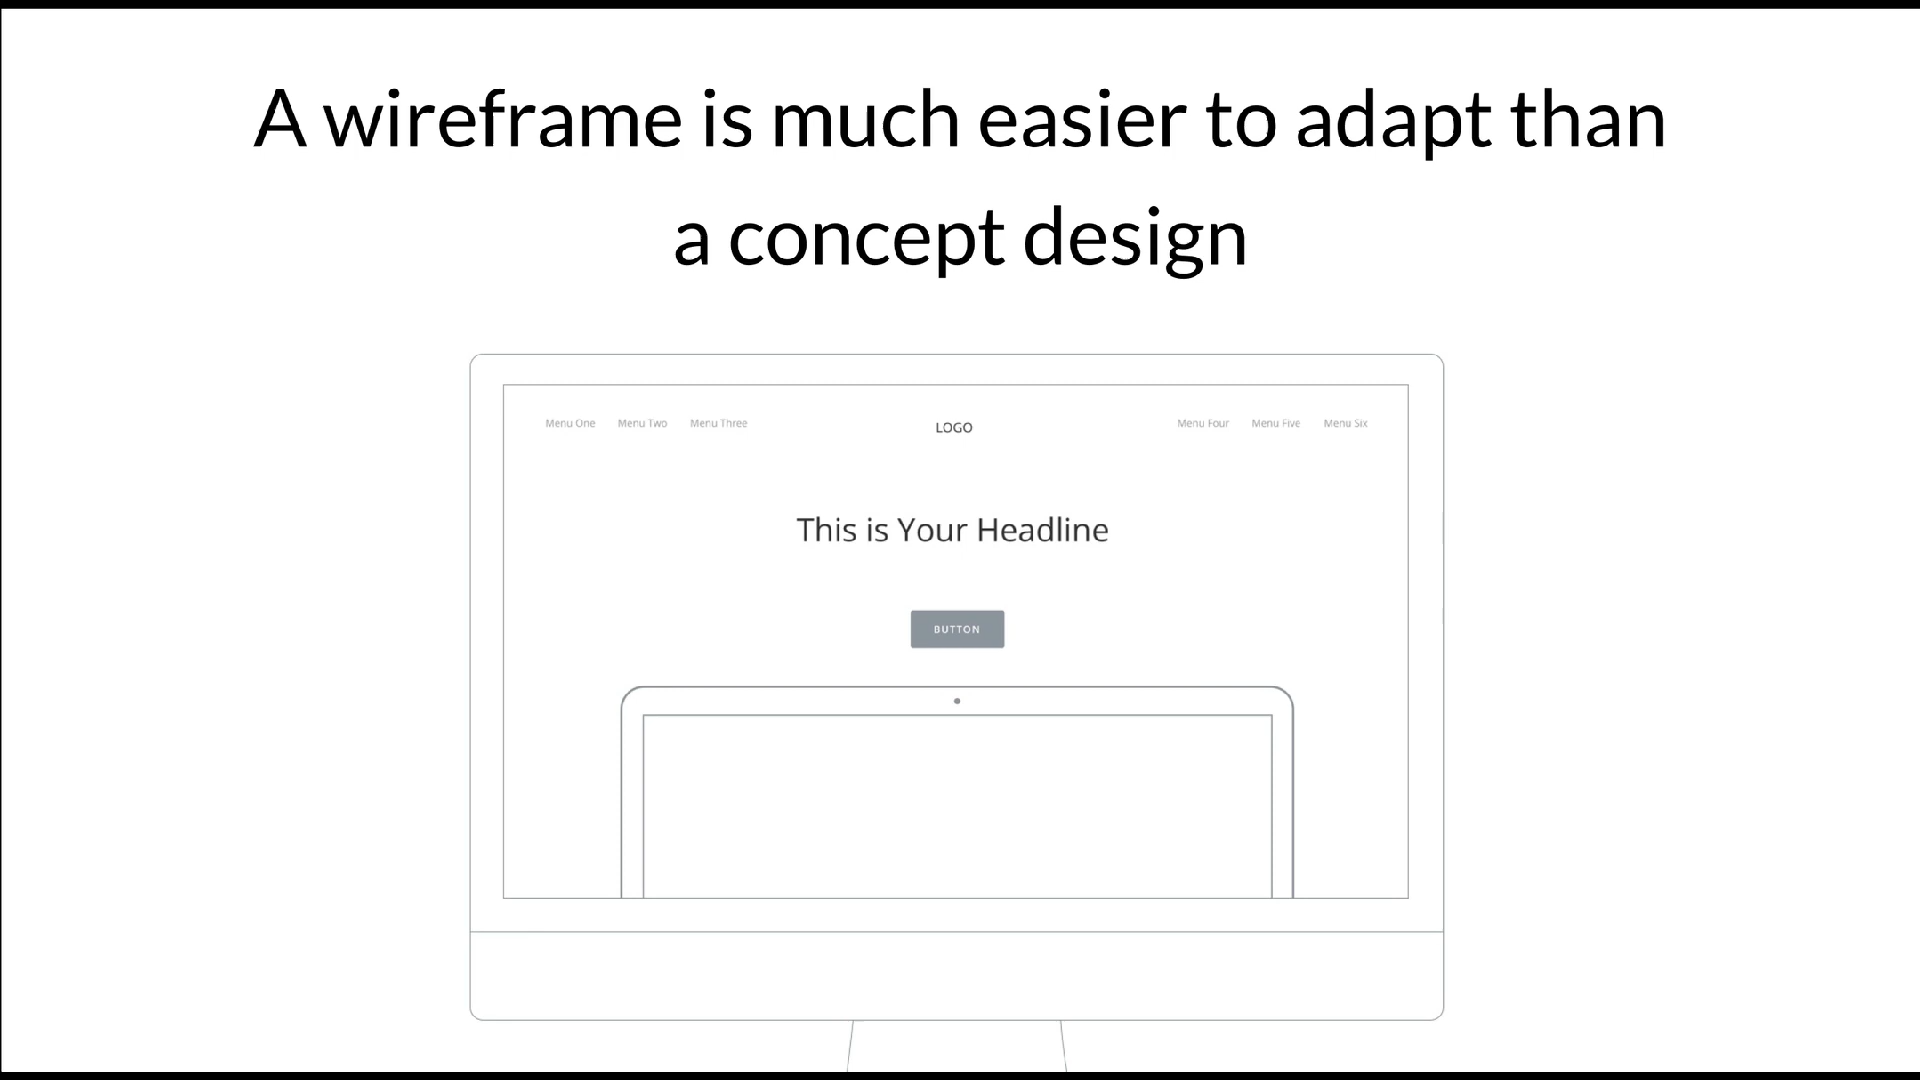 A wireframe is much easier to adapt than
a concept design
Menu One Menu Two Menu Three LOGO Menu Four Menu Five Menu Six
This is Your Headline
BUTTON